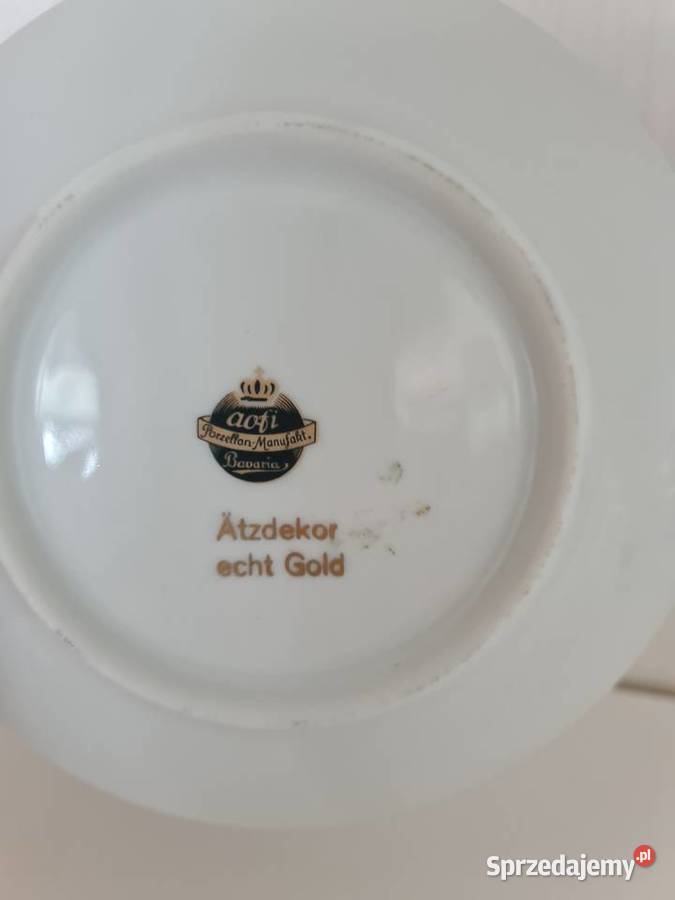 aofi
Porzellan-Manufakt.
Bavaria
Ätzdekor
echt Gold
Sprzedajemy.pl